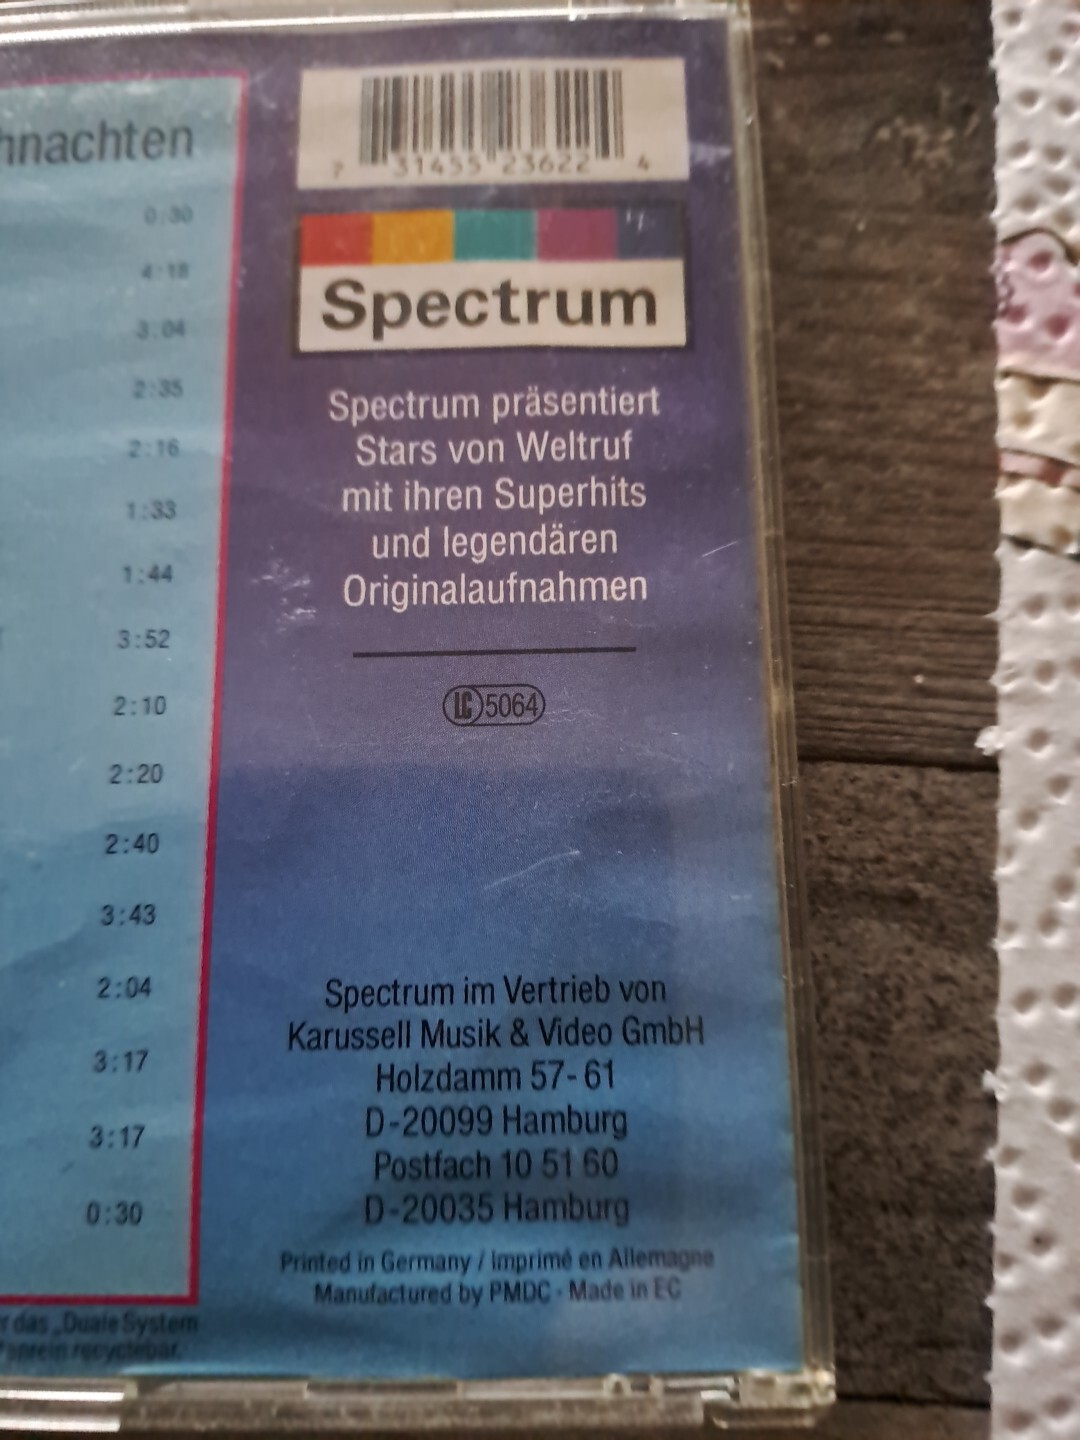 hnachten
0:30
4:18
3:04
2:35
2:16
1:33
1:44
3:52
2:10
2:20
2:40
3:43
2:04
3:17
3:17
0:30
das „Duale System
recyclebar.
7 31455 23622 4
Spectrum
Spectrum präsentiert
Stars von Weltruf
mit ihren Superhits
und legendären
Originalaufnahmen
LC 5064
Spectrum im Vertrieb von
Karussell Musik & Video GmbH
Holzdamm 57-61
D-20099 Hamburg
Postfach 10 51 60
D-20035 Hamburg
Printed in Germany / Imprimé en Allemagne
Manufactured by PMDC · Made in EC